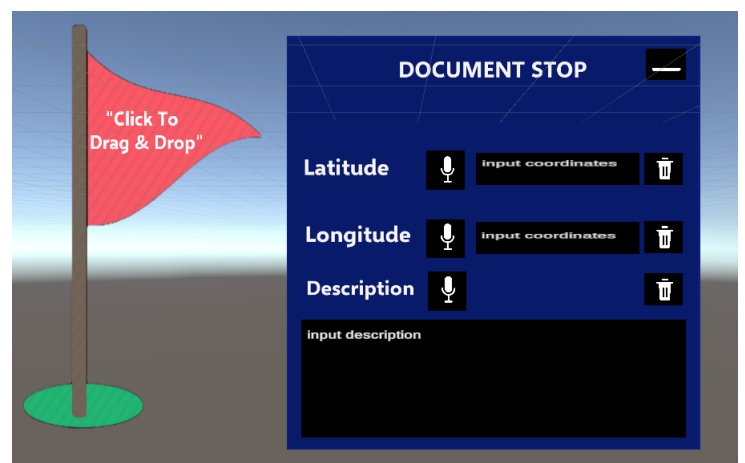 "Click To
Drag & Drop"
DOCUMENT STOP
Latitude
input coordinates
Longitude
input coordinates
Description
input description